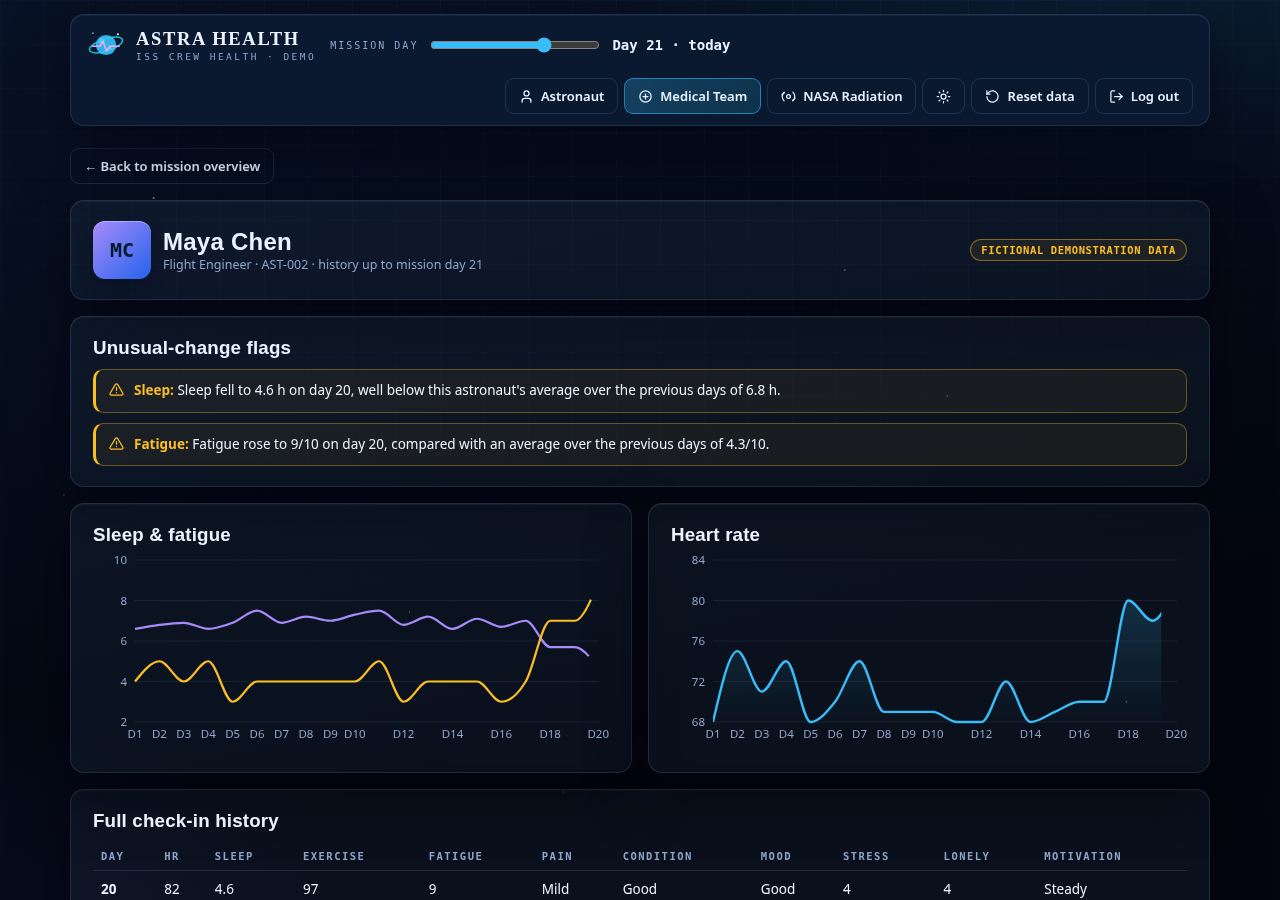 ASTRA HEALTH
ISS CREW HEALTH · DEMO
MISSION DAY
Day 21 · today
Astronaut
Medical Team
NASA Radiation
Reset data
Log out
← Back to mission overview
MC
Maya Chen
Flight Engineer · AST-002 · history up to mission day 21
FICTIONAL DEMONSTRATION DATA
Unusual-change flags
Sleep: Sleep fell to 4.6 h on day 20, well below this astronaut's average over the previous days of 6.8 h.
Fatigue: Fatigue rose to 9/10 on day 20, compared with an average over the previous days of 4.3/10.
Sleep & fatigue
10
8
6
4
2
D1 D2 D3 D4 D5 D6 D7 D8 D9 D10 D12 D14 D16 D18 D20
Heart rate
84
80
76
72
68
D1 D2 D3 D4 D5 D6 D7 D8 D9 D10 D12 D14 D16 D18 D20
Full check-in history
DAY HR SLEEP EXERCISE FATIGUE PAIN CONDITION MOOD STRESS LONELY MOTIVATION
20 82 4.6 97 9 Mild Good Good 4 4 Steady